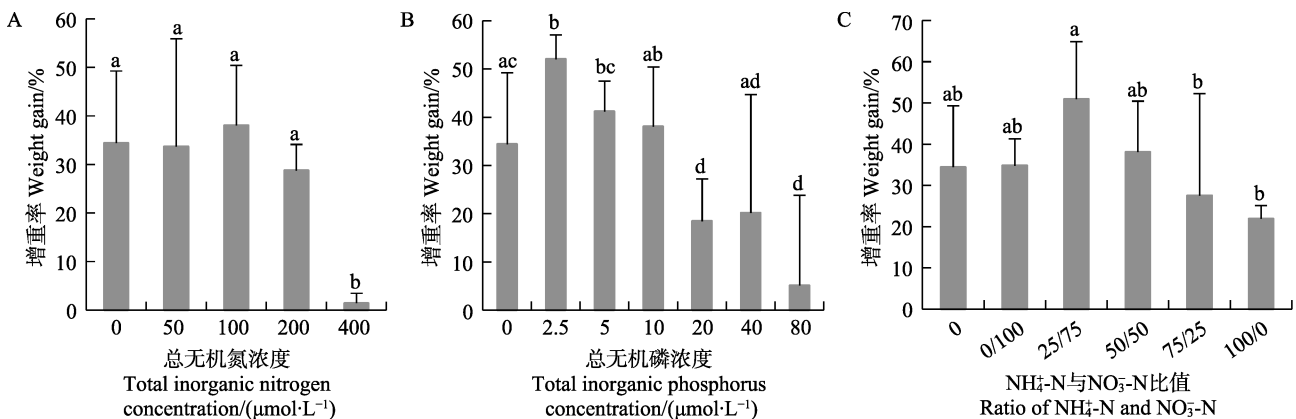 A
增重率 Weight gain/%
60
50
40
30
20
10
0
a
a
a
a
b
0 50 100 200 400
总无机氮浓度
Total inorganic nitrogen
concentration/(μmol·L⁻¹)
B
增重率 Weight gain/%
60
50
40
30
20
10
0
ac
b
bc
ab
d
ad
d
0 2.5 5 10 20 40 80
总无机磷浓度
Total inorganic phosphorus
concentration/(μmol·L⁻¹)
C
增重率 Weight gain/%
70
60
50
40
30
20
10
0
ab
ab
a
ab
b
b
0 0/100 25/75 50/50 75/25 100/0
NH₄⁺-N与NO₃⁻-N比值
Ratio of NH₄⁺-N and NO₃⁻-N